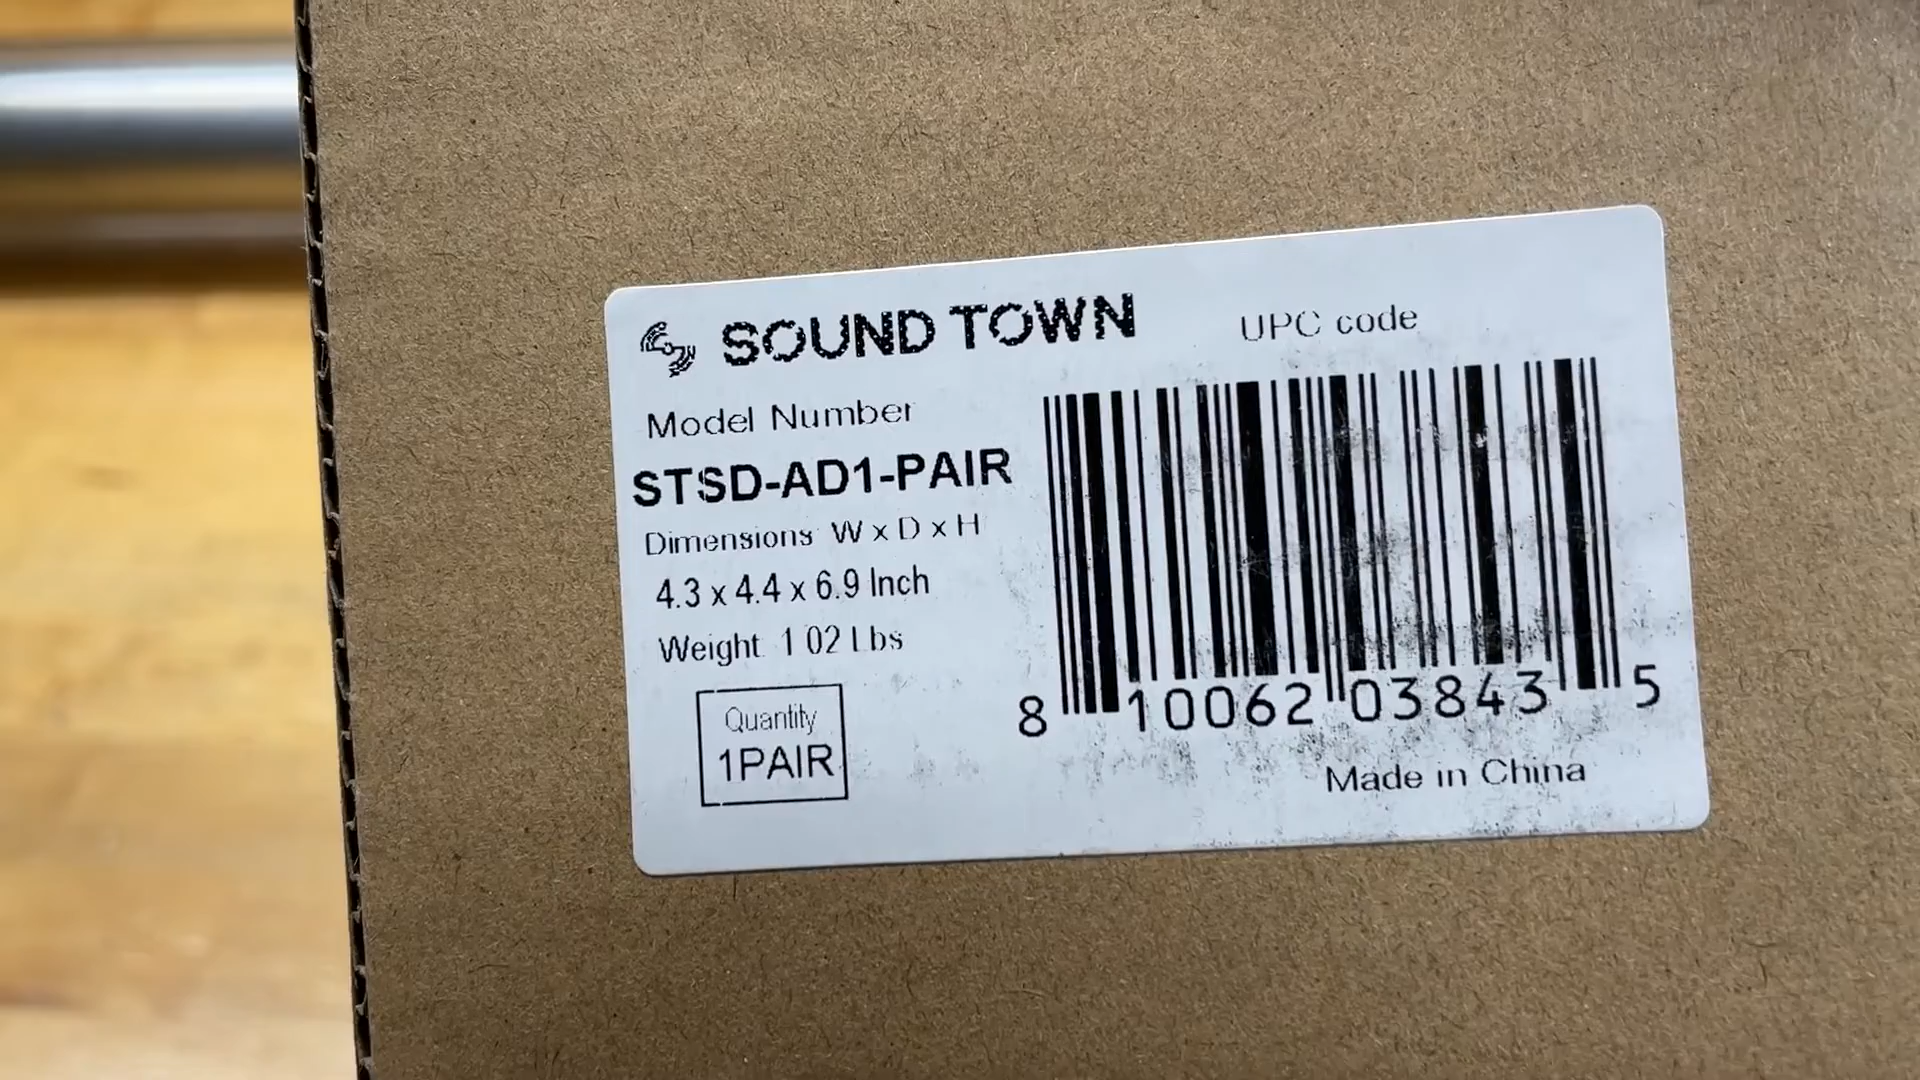 SOUND TOWN
UPC code
Model Number
STSD-AD1-PAIR
Dimensions W x D x H
4.3 x 4.4 x 6.9 Inch
Weight 1 02 Lbs
Quantity
1PAIR
8 10062 03843 5
Made in China